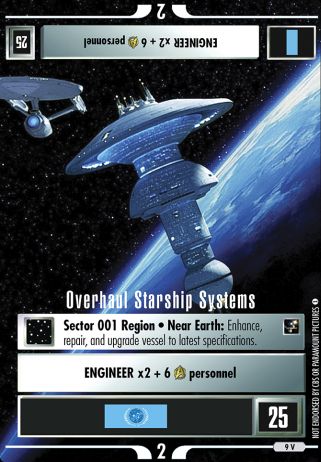 2
25
ENGINEER x2 + 6 personnel
Overhaul Starship Systems
Sector 001 Region • Near Earth: Enhance,
repair, and upgrade vessel to latest specifications.
ENGINEER x2 + 6 personnel
25
2
9 V
NOT ENDORSED BY CBS OR PARAMOUNT PICTURES